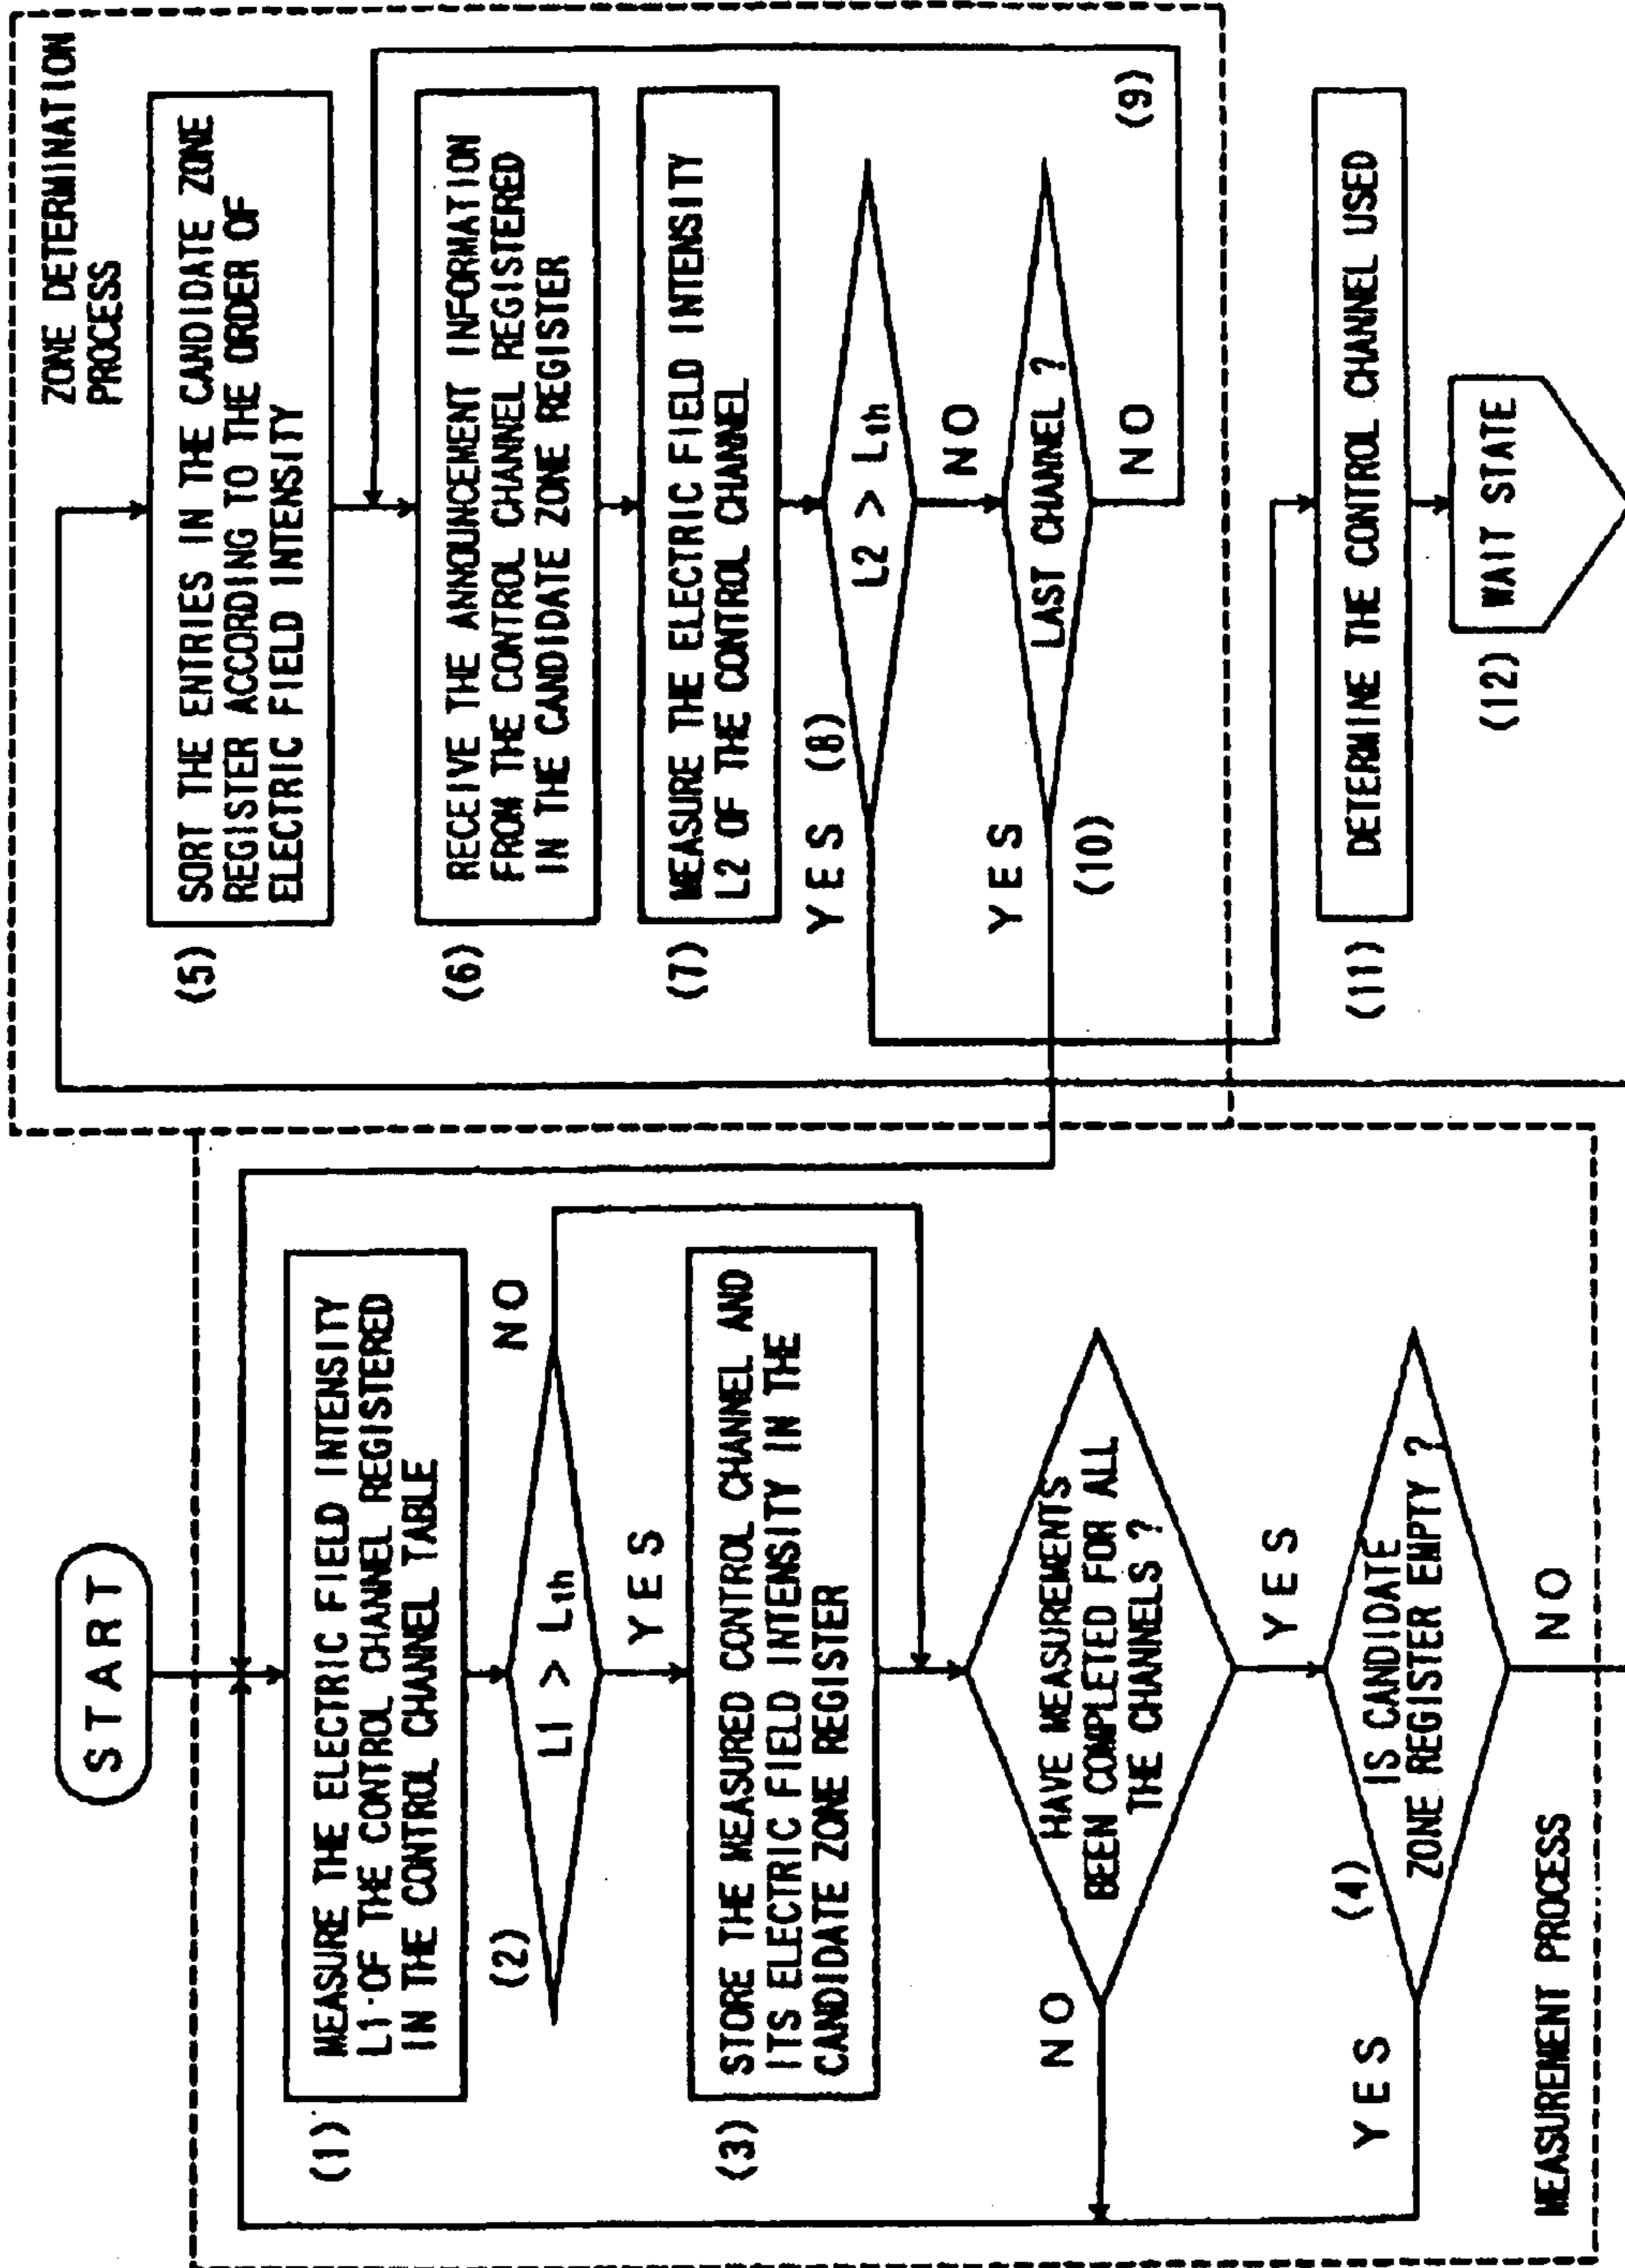 START
(1)
MEASURE THE ELECTRIC FIELD INTENSITY
L1 OF THE CONTROL CHANNEL REGISTERED
IN THE CONTROL CHANNEL TABLE
(2)
L1 > Lth
NO
YES
(3)
STORE THE MEASURED CONTROL CHANNEL AND
ITS ELECTRIC FIELD INTENSITY IN THE
CANDIDATE ZONE REGISTER
HAVE MEASUREMENTS
BEEN COMPLETED FOR ALL
THE CHANNELS ?
NO
YES
(4)
IS CANDIDATE
ZONE REGISTER EMPTY ?
YES
NO
MEASUREMENT PROCESS
ZONE DETERMINATION
PROCESS
(5)
SORT THE ENTRIES IN THE CANDIDATE ZONE
REGISTER ACCORDING TO THE ORDER OF
ELECTRIC FIELD INTENSITY
(6)
RECEIVE THE ANNOUNCEMENT INFORMATION
FROM THE CONTROL CHANNEL REGISTERED
IN THE CANDIDATE ZONE REGISTER
(7)
MEASURE THE ELECTRIC FIELD INTENSITY
L2 OF THE CONTROL CHANNEL
YES (8)
L2 > Lth
NO
YES
LAST CHANNEL ?
(10)
NO
(9)
(11)
DETERMINE THE CONTROL CHANNEL USED
(12)
WAIT STATE